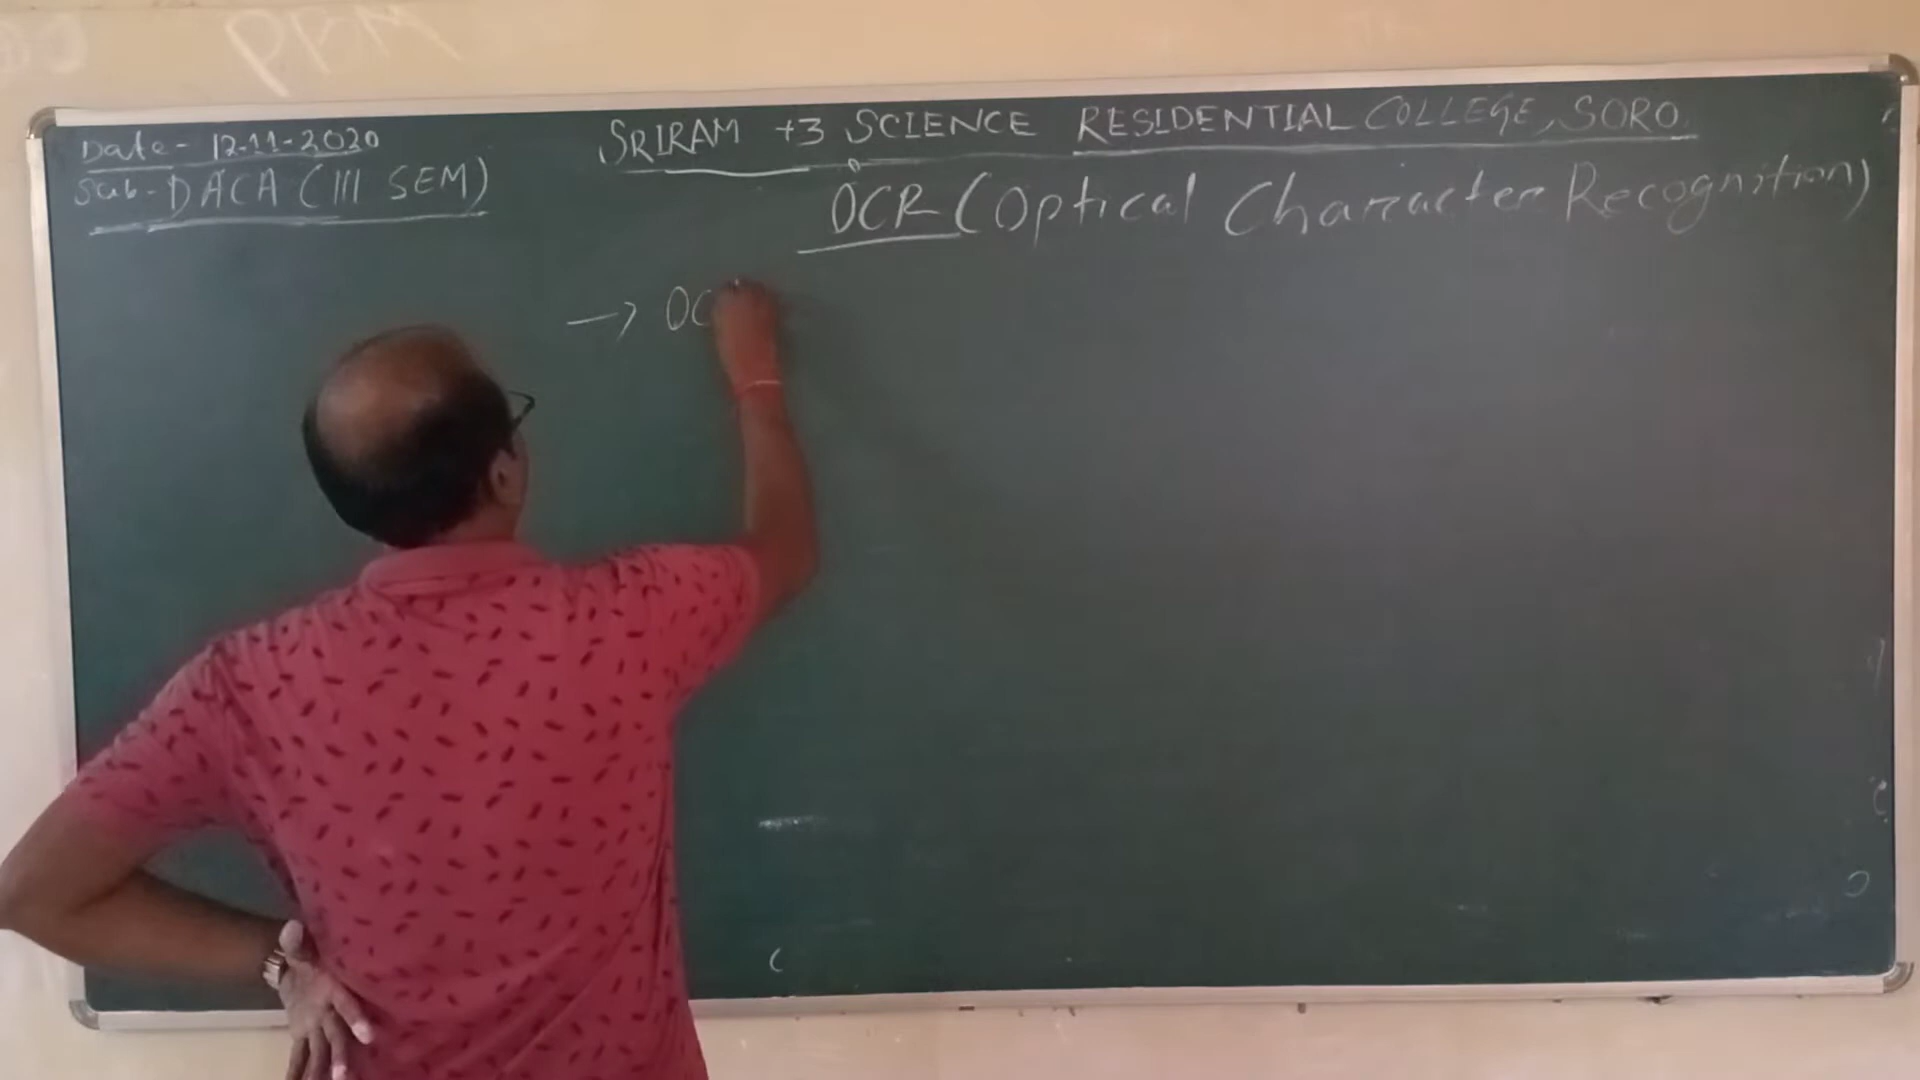 PBM
Date- 12-11-2020
SRIRAM +3 SCIENCE RESIDENTIAL COLLEGE, SORO.
Sub- DACA (III SEM)
OCR (Optical Character Recognition)
→ OC